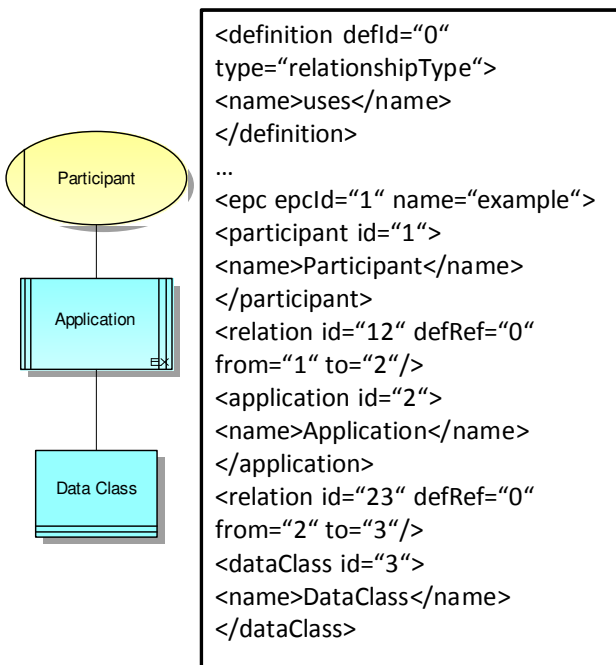 Participant
Application
EX
Data Class
<definition defId=“0“
type=“relationshipType“>
<name>uses</name>
</definition>
…
<epc epcId=“1“ name=“example“>
<participant id=“1“>
<name>Participant</name>
</participant>
<relation id=“12“ defRef=“0“
from=“1“ to=“2“/>
<application id=“2“>
<name>Application</name>
</application>
<relation id=“23“ defRef=“0“
from=“2“ to=“3“/>
<dataClass id=“3“>
<name>DataClass</name>
</dataClass>